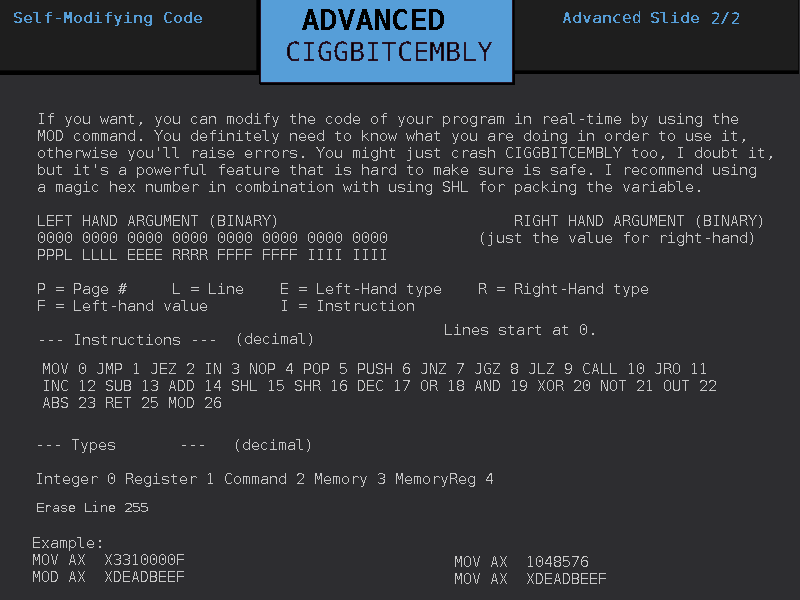 Self-Modifying Code
ADVANCED
CIGGBITCEMBLY
Advanced Slide 2/2
If you want, you can modify the code of your program in real-time by using the
MOD command. You definitely need to know what you are doing in order to use it,
otherwise you'll raise errors. You might just crash CIGGBITCEMBLY too, I doubt it,
but it's a powerful feature that is hard to make sure is safe. I recommend using
a magic hex number in combination with using SHL for packing the variable.
LEFT HAND ARGUMENT (BINARY) RIGHT HAND ARGUMENT (BINARY)
0000 0000 0000 0000 0000 0000 0000 0000 (just the value for right-hand)
PPPL LLLL EEEE RRRR FFFF FFFF IIII IIII
P = Page # L = Line E = Left-Hand type R = Right-Hand type
F = Left-hand value I = Instruction
Lines start at 0.
--- Instructions --- (decimal)
MOV 0 JMP 1 JEZ 2 IN 3 NOP 4 POP 5 PUSH 6 JNZ 7 JGZ 8 JLZ 9 CALL 10 JRO 11
INC 12 SUB 13 ADD 14 SHL 15 SHR 16 DEC 17 OR 18 AND 19 XOR 20 NOT 21 OUT 22
ABS 23 RET 25 MOD 26
--- Types --- (decimal)
Integer 0 Register 1 Command 2 Memory 3 MemoryReg 4
Erase Line 255
Example:
MOV AX X3310000F MOV AX 1048576
MOD AX XDEADBEEF MOV AX XDEADBEEF